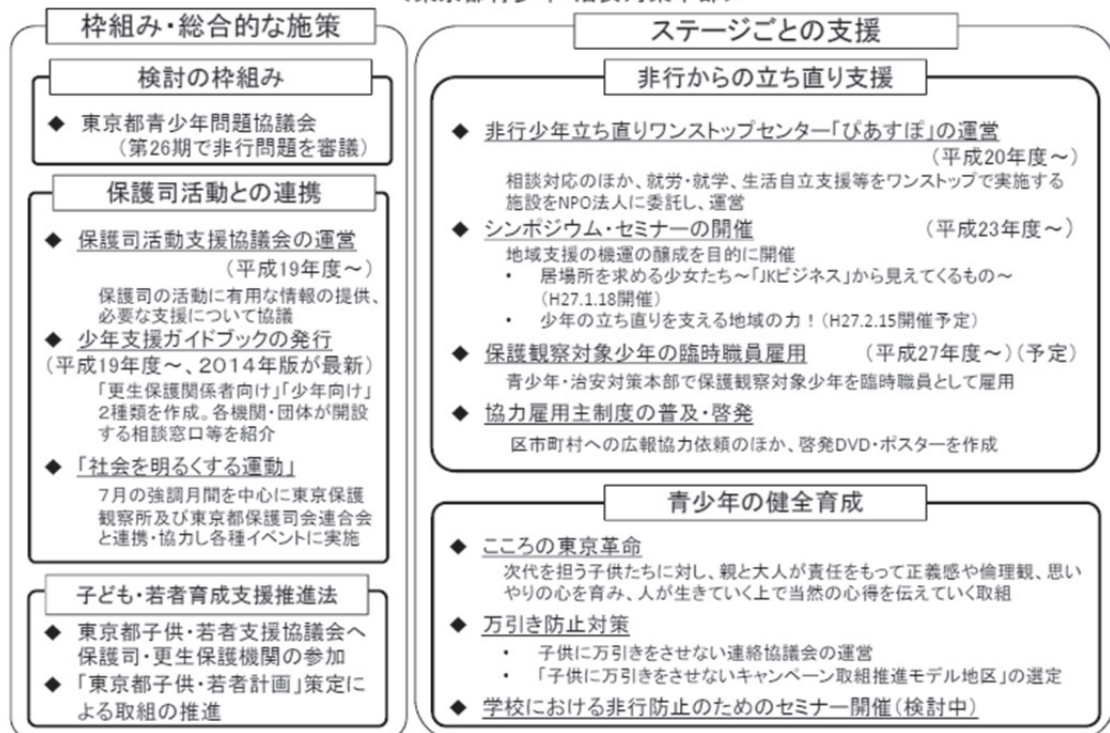 枠組み・総合的な施策
検討の枠組み
◆ 東京都青少年問題協議会
(第26期で非行問題を審議)
保護司活動との連携
◆ 保護司活動支援協議会の運営
(平成19年度~)
保護司の活動に有用な情報の提供、
必要な支援について協議
◆ 少年支援ガイドブックの発行
(平成19年度~、2014年版が最新)
「更生保護関係者向け」「少年向け」
2種類を作成。各機関・団体が開設
する相談窓口等を紹介
◆ 「社会を明るくする運動」
7月の強調月間を中心に東京保護
観察所及び東京都保護司会連合会
と連携・協力し各種イベントに実施
子ども・若者育成支援推進法
◆ 東京都子供・若者支援協議会へ
保護司・更生保護機関の参加
◆ 「東京都子供・若者計画」策定に
よる取組の推進
ステージごとの支援
非行からの立ち直り支援
◆ 非行少年立ち直りワンストップセンター「ぴあすぽ」の運営
(平成20年度~)
相談対応のほか、就労・就学、生活自立支援等をワンストップで実施する
施設をNPO法人に委託し、運営
◆ シンポジウム・セミナーの開催 (平成23年度~)
地域支援の機運の醸成を目的に開催
・ 居場所を求める少女たち~「JKビジネス」から見えてくるもの~
(H27.1.18開催)
・ 少年の立ち直りを支える地域の力!(H27.2.15開催予定)
◆ 保護観察対象少年の臨時職員雇用 (平成27年度~)(予定)
青少年・治安対策本部で保護観察対象少年を臨時職員として雇用
◆ 協力雇用主制度の普及・啓発
区市町村への広報協力依頼のほか、啓発DVD・ポスターを作成
青少年の健全育成
◆ こころの東京革命
次代を担う子供たちに対し、親と大人が責任をもって正義感や倫理観、思い
やりの心を育み、人が生きていく上で当然の心得を伝えていく取組
◆ 万引き防止対策
・ 子供に万引きをさせない連絡協議会の運営
・ 「子供に万引きをさせないキャンペーン取組推進モデル地区」の選定
◆ 学校における非行防止のためのセミナー開催(検討中)